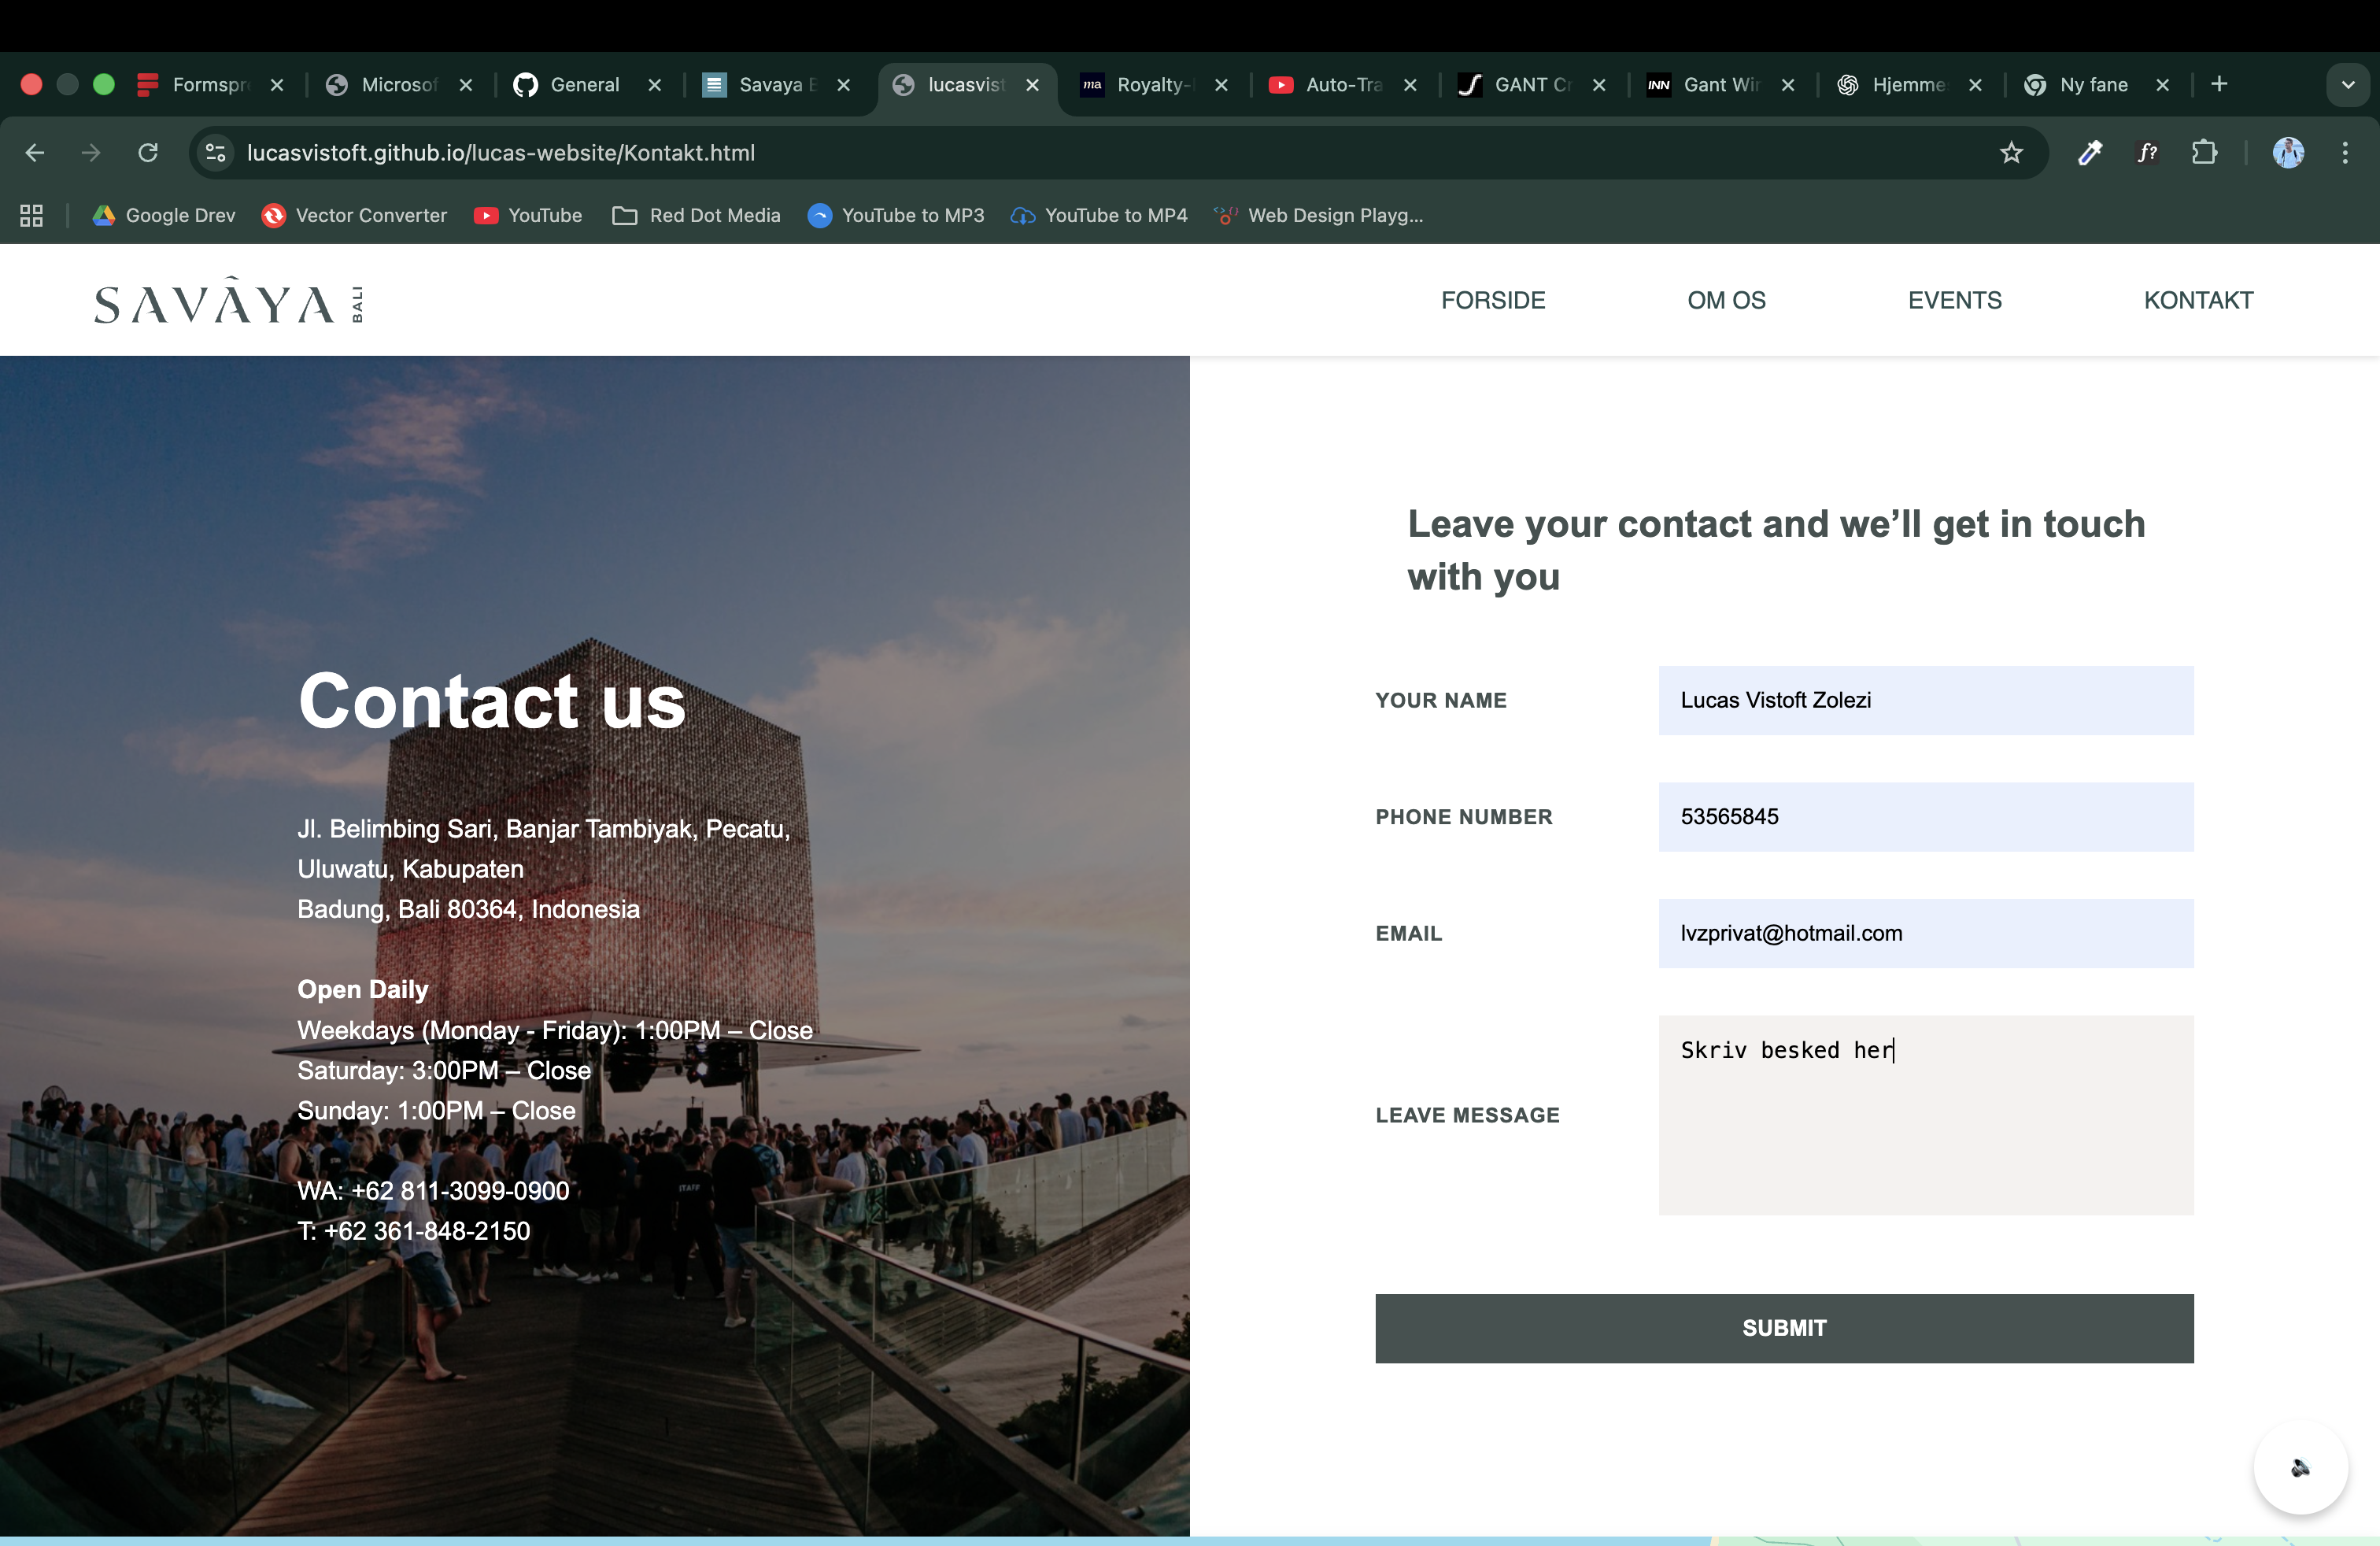 Formspr
Microsof
General
Savaya B
lucasvist
ma
Royalty-
Auto-Tra
GANT Cr
INN
Gant Wir
Hjemme
Ny fane
lucasvistoft.github.io/lucas-website/Kontakt.html
f?
Google Drev
Vector Converter
YouTube
Red Dot Media
YouTube to MP3
YouTube to MP4
Web Design Playg...
SAVÂYA BALI
FORSIDE
OM OS
EVENTS
KONTAKT
Contact us
Jl. Belimbing Sari, Banjar Tambiyak, Pecatu,
Uluwatu, Kabupaten
Badung, Bali 80364, Indonesia
Open Daily
Weekdays (Monday - Friday): 1:00PM – Close
Saturday: 3:00PM – Close
Sunday: 1:00PM – Close
WA: +62 811-3099-0900
T: +62 361-848-2150
STAFF
Leave your contact and we’ll get in touch
with you
YOUR NAME
Lucas Vistoft Zolezi
PHONE NUMBER
53565845
EMAIL
lvzprivat@hotmail.com
LEAVE MESSAGE
Skriv besked her
SUBMIT